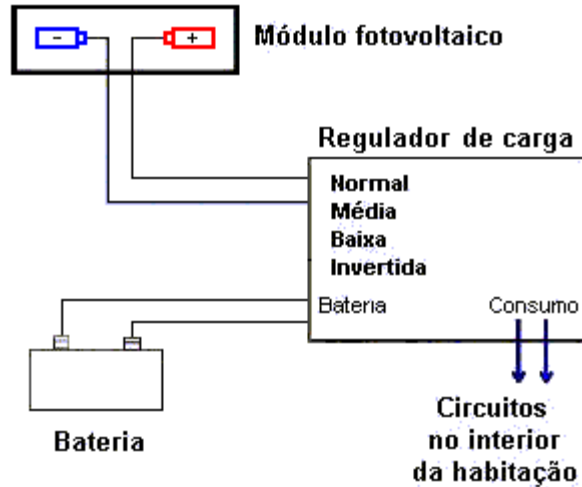 - +
Módulo fotovoltaico
Regulador de carga
Normal
Média
Baixa
Invertida
Bateria Consumo
Circuitos
no interior
da habitação
Bateria